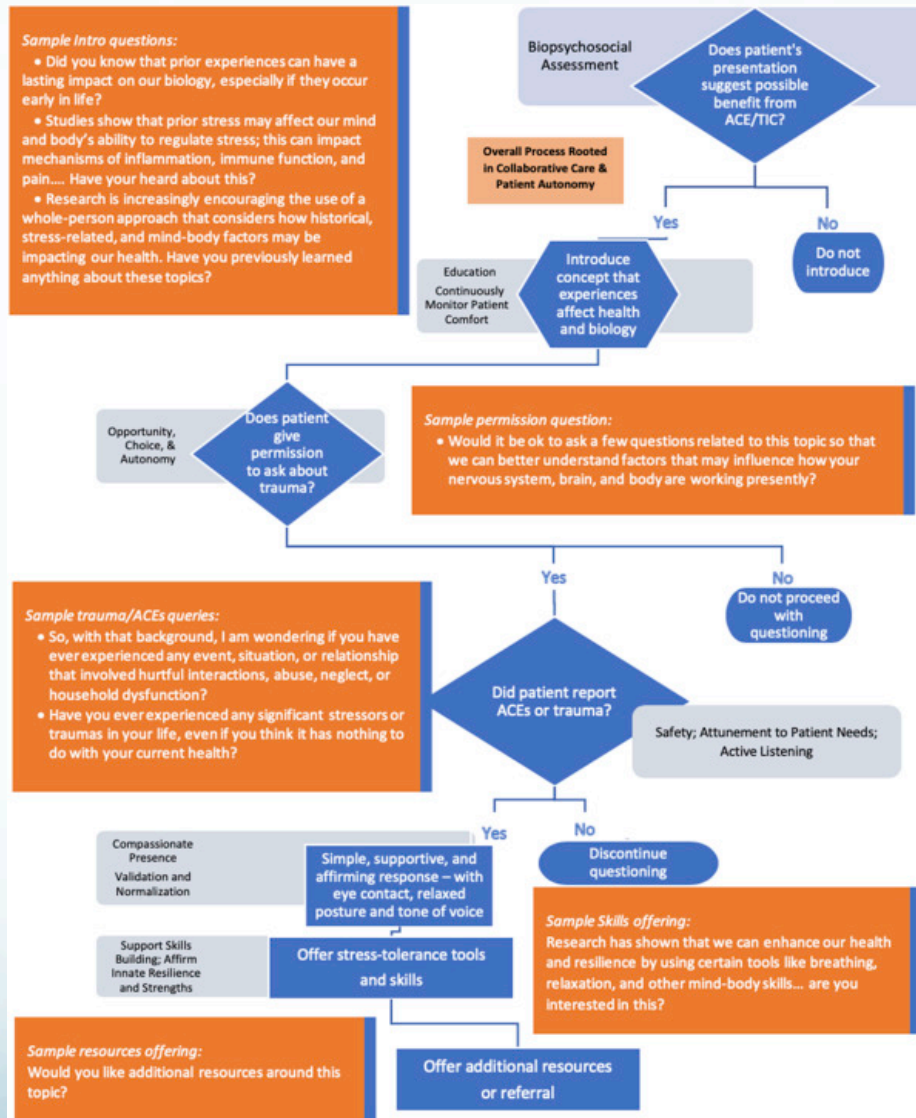 Sample Intro questions:
• Did you know that prior experiences can have a
lasting impact on our biology, especially if they occur
early in life?
• Studies show that prior stress may affect our mind
and body's ability to regulate stress; this can impact
mechanisms of inflammation, immune function, and
pain.... Have your heard about this?
• Research is increasingly encouraging the use of a
whole-person approach that considers how historical,
stress-related, and mind-body factors may be
impacting our health. Have you previously learned
anything about these topics?
Biopsychosocial
Assessment
Does patient's
presentation
suggest possible
benefit from
ACE/TIC?
Overall Process Rooted
in Collaborative Care &
Patient Autonomy
Yes
No
Do not
introduce
Education
Continuously
Monitor Patient
Comfort
Introduce
concept that
experiences
affect health
and biology
Opportunity,
Choice, &
Autonomy
Does patient
give
permission
to ask about
trauma?
Sample permission question:
• Would it be ok to ask a few questions related to this topic so that
we can better understand factors that may influence how your
nervous system, brain, and body are working presently?
Yes
No
Do not proceed
with
questioning
Sample trauma/ACEs queries:
• So, with that background, I am wondering if you have
ever experienced any event, situation, or relationship
that involved hurtful interactions, abuse, neglect, or
household dysfunction?
• Have you ever experienced any significant stressors or
traumas in your life, even if you think it has nothing to
do with your current health?
Did patient report
ACEs or trauma?
Safety; Attunement to Patient Needs;
Active Listening
Yes
No
Compassionate
Presence
Validation and
Normalization
Simple, supportive, and
affirming response – with
eye contact, relaxed
posture and tone of voice
Discontinue
questioning
Support Skills
Building; Affirm
Innate Resilience
and Strengths
Offer stress-tolerance tools
and skills
Sample Skills offering:
Research has shown that we can enhance our health
and resilience by using certain tools like breathing,
relaxation, and other mind-body skills... are you
interested in this?
Sample resources offering:
Would you like additional resources around this
topic?
Offer additional resources
or referral